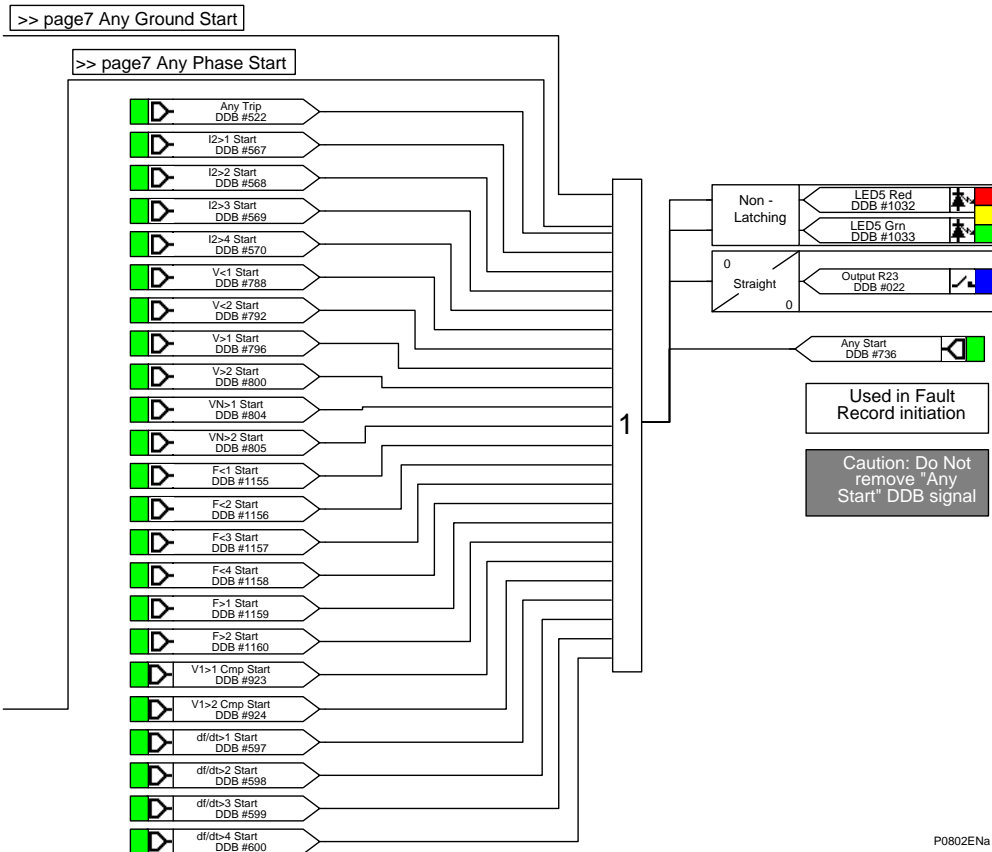 >> page7 Any Ground Start
>> page7 Any Phase Start
Any Trip
DDB #522
I2>1 Start
DDB #567
I2>2 Start
DDB #568
I2>3 Start
DDB #569
I2>4 Start
DDB #570
V<1 Start
DDB #788
V<2 Start
DDB #792
V>1 Start
DDB #796
V>2 Start
DDB #800
VN>1 Start
DDB #804
VN>2 Start
DDB #805
F<1 Start
DDB #1155
F<2 Start
DDB #1156
F<3 Start
DDB #1157
F<4 Start
DDB #1158
F>1 Start
DDB #1159
F>2 Start
DDB #1160
V1>1 Cmp Start
DDB #923
V1>2 Cmp Start
DDB #924
df/dt>1 Start
DDB #597
df/dt>2 Start
DDB #598
df/dt>3 Start
DDB #599
df/dt>4 Start
DDB #600
1
Non -
Latching
LED5 Red
DDB #1032
LED5 Grn
DDB #1033
0
Straight
0
Output R23
DDB #022
Any Start
DDB #736
Used in Fault
Record initiation
Caution: Do Not
remove "Any
Start" DDB signal
P0802ENa